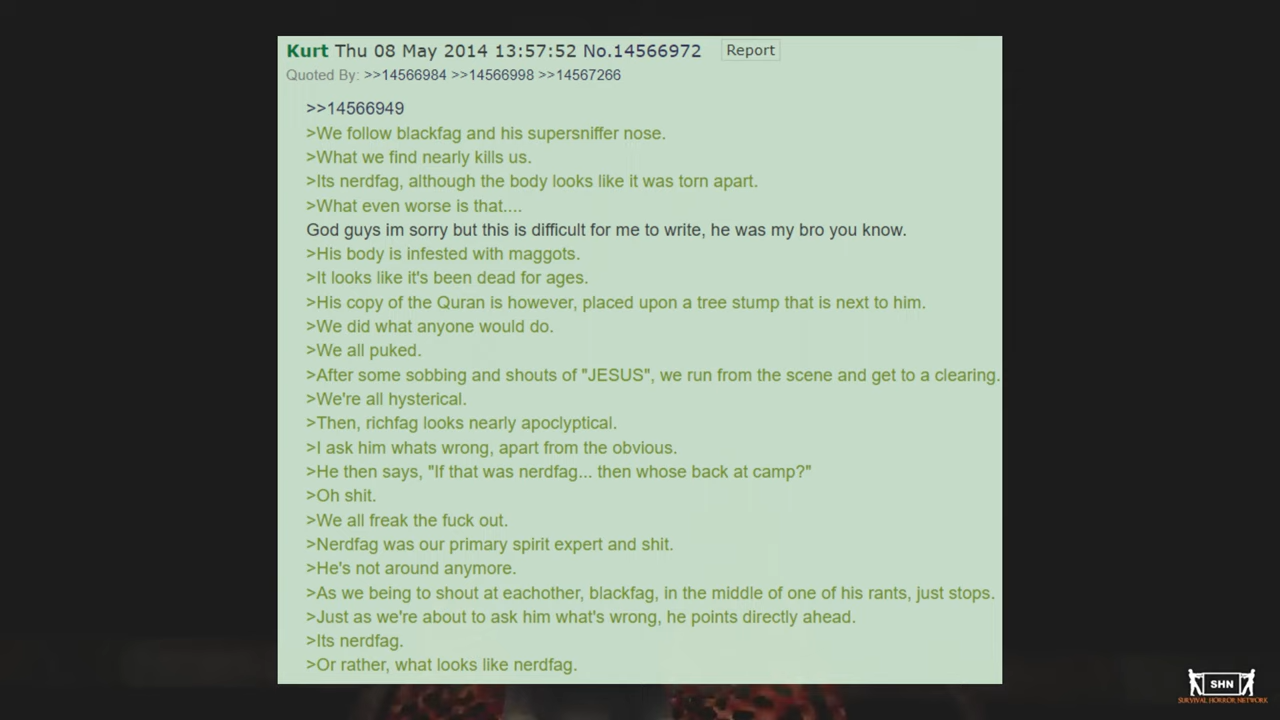 Kurt Thu 08 May 2014 13:57:52 No.14566972 Report
Quoted By: >>14566984 >>14566998 >>14567266
>>14566949
>We follow blackfag and his supersniffer nose.
>What we find nearly kills us.
>Its nerdfag, although the body looks like it was torn apart.
>What even worse is that....
God guys im sorry but this is difficult for me to write, he was my bro you know.
>His body is infested with maggots.
>It looks like it's been dead for ages.
>His copy of the Quran is however, placed upon a tree stump that is next to him.
>We did what anyone would do.
>We all puked.
>After some sobbing and shouts of "JESUS", we run from the scene and get to a clearing.
>We're all hysterical.
>Then, richfag looks nearly apoclyptical.
>I ask him whats wrong, apart from the obvious.
>He then says, "If that was nerdfag... then whose back at camp?"
>Oh shit.
>We all freak the fuck out.
>Nerdfag was our primary spirit expert and shit.
>He's not around anymore.
>As we being to shout at eachother, blackfag, in the middle of one of his rants, just stops.
>Just as we're about to ask him what's wrong, he points directly ahead.
>Its nerdfag.
>Or rather, what looks like nerdfag.
SHN
SURVIVAL HORROR NETWORK